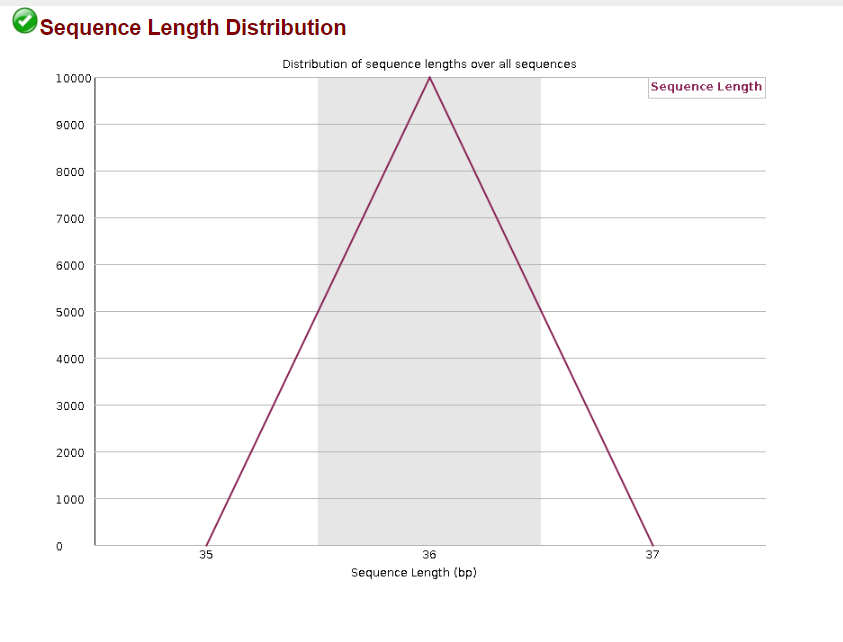 Sequence Length Distribution
Distribution of sequence lengths over all sequences
Sequence Length
10000
9000
8000
7000
6000
5000
4000
3000
2000
1000
0
35 36 37
Sequence Length (bp)